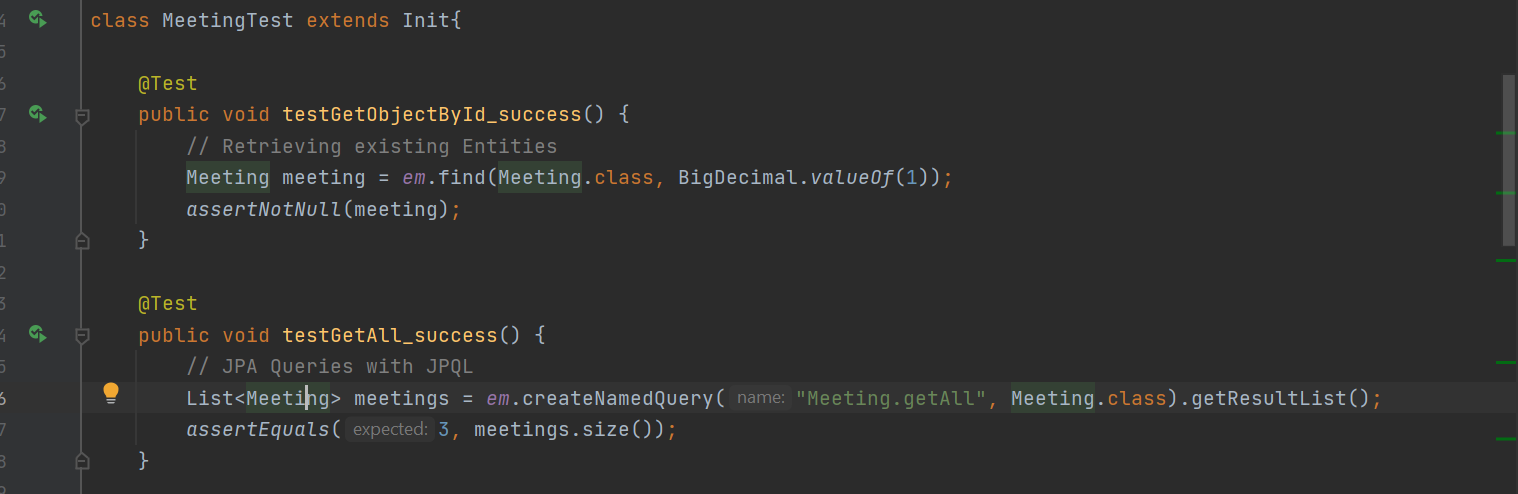 4 class MeetingTest extends Init{
5
6 @Test
7 public void testGetObjectById_success() {
8 // Retrieving existing Entities
9 Meeting meeting = em.find(Meeting.class, BigDecimal.valueOf(1));
0 assertNotNull(meeting);
1 }
2
3 @Test
4 public void testGetAll_success() {
5 // JPA Queries with JPQL
6 List<Meeting> meetings = em.createNamedQuery( name: "Meeting.getAll", Meeting.class).getResultList();
7 assertEquals( expected: 3, meetings.size());
8 }
9